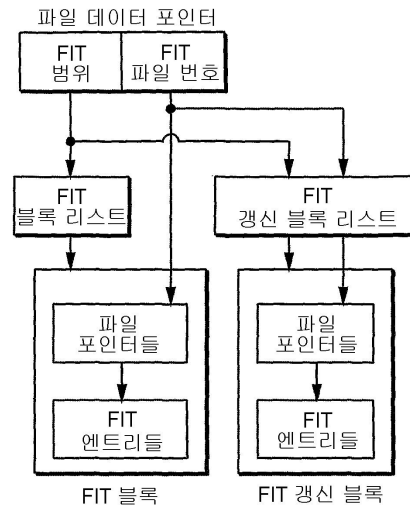 파일 데이터 포인터
FIT
범위
FIT
파일 번호
FIT
블록 리스트
FIT
갱신 블록 리스트
파일
포인터들
FIT
엔트리들
파일
포인터들
FIT
엔트리들
FIT 블록
FIT 갱신 블록